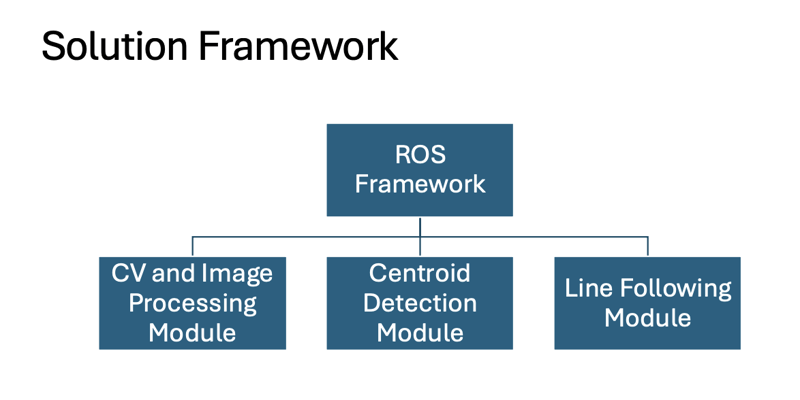 Solution Framework
ROS
Framework
CV and Image
Processing
Module
Centroid
Detection
Module
Line Following
Module